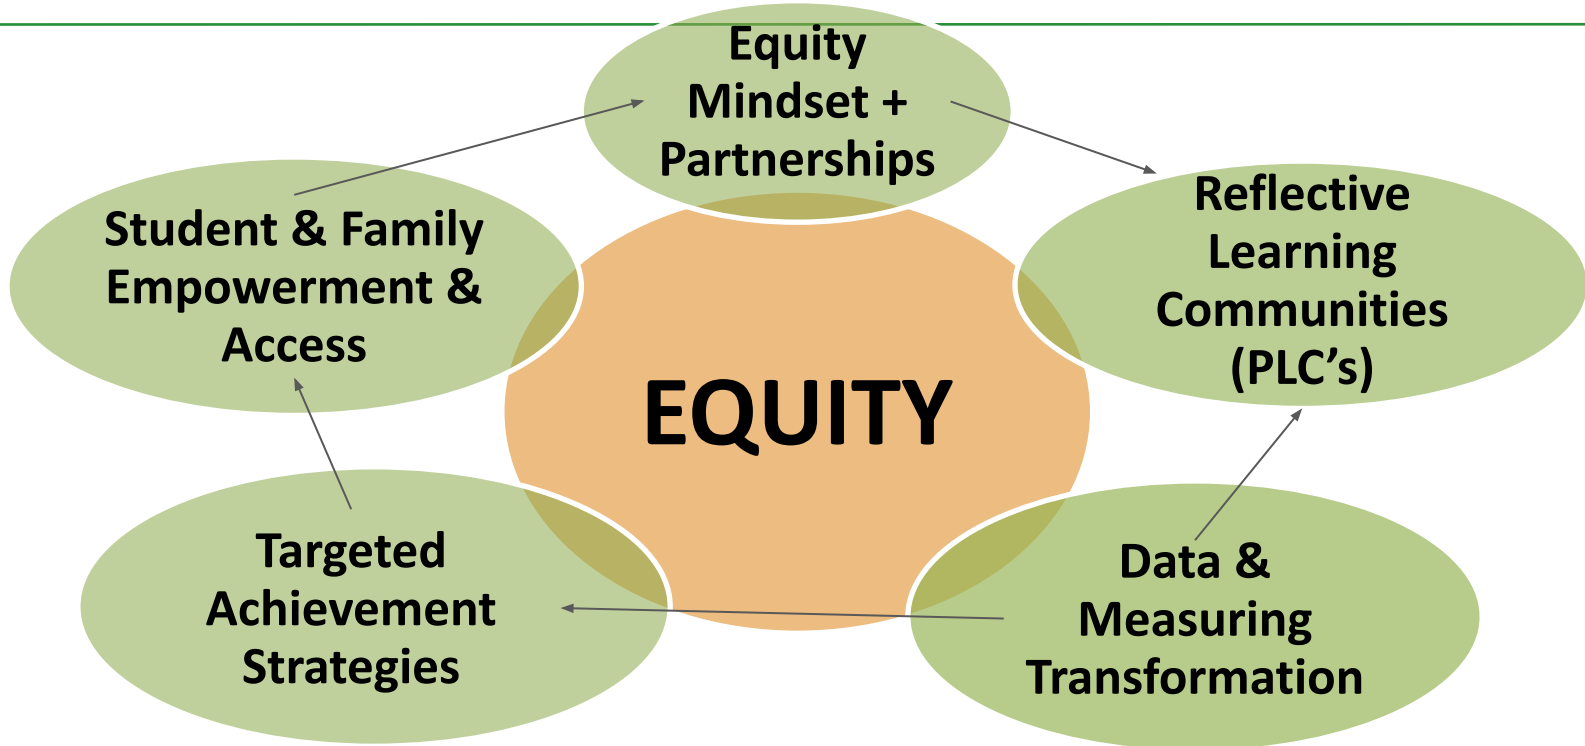 Equity
Mindset +
Partnerships
Reflective
Learning
Communities
(PLC’s)
Student & Family
Empowerment &
Access
EQUITY
Targeted
Achievement
Strategies
Data &
Measuring
Transformation